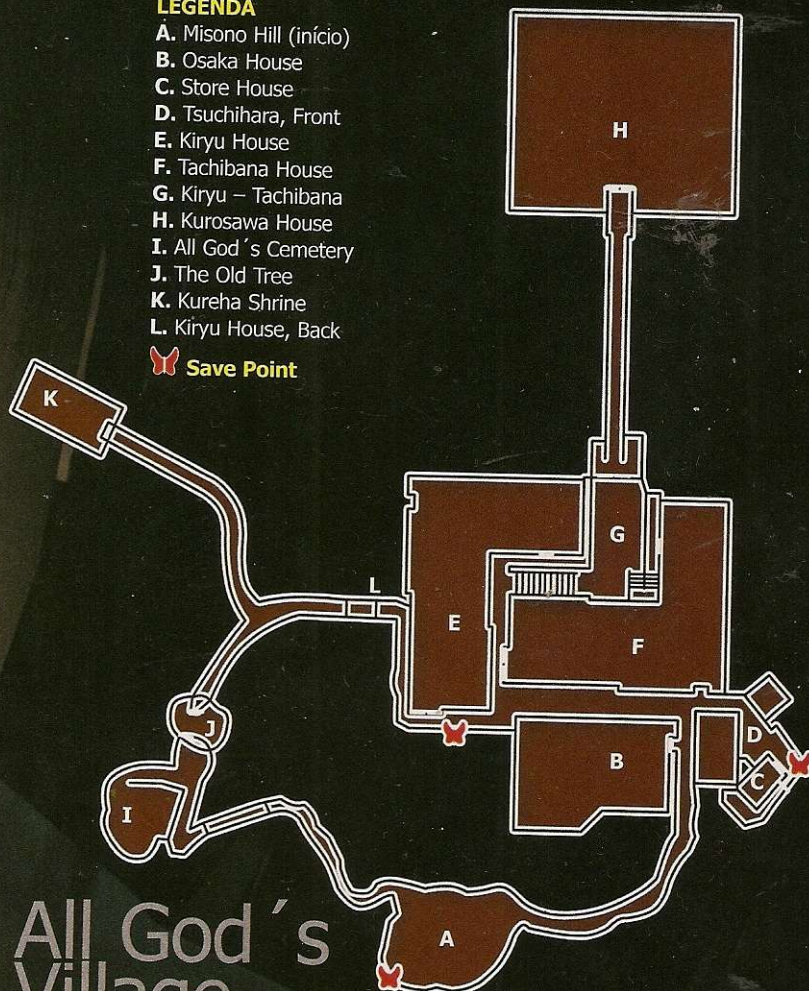 LEGENDA
A. Misono Hill (início)
B. Osaka House
C. Store House
D. Tsuchihara, Front
E. Kiryu House
F. Tachibana House
G. Kiryu – Tachibana
H. Kurosawa House
I. All God´s Cemetery
J. The Old Tree
K. Kureha Shrine
L. Kiryu House, Back
Save Point
H
K
G
L
E
F
J
D
B
C
I
A
All God´s
Village